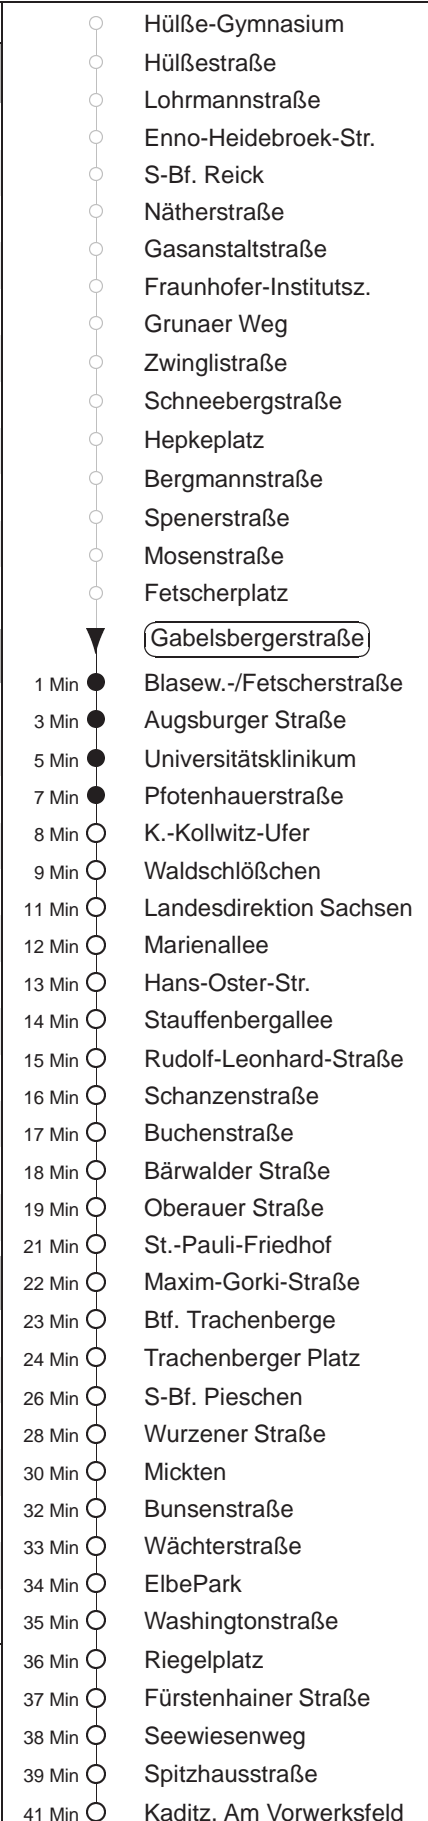 Hülße-Gymnasium
Hülßestraße
Lohrmannstraße
Enno-Heidebroek-Str.
S-Bf. Reick
Nätherstraße
Gasanstaltstraße
Fraunhofer-Institutsz.
Grunaer Weg
Zwinglistraße
Schneebergstraße
Hepkeplatz
Bergmannstraße
Spenerstraße
Mosenstraße
Fetscherplatz
Gabelsbergerstraße
1 Min Blasew.-/Fetscherstraße
3 Min Augsburger Straße
5 Min Universitätsklinikum
7 Min Pfotenhauerstraße
8 Min K.-Kollwitz-Ufer
9 Min Waldschlößchen
11 Min Landesdirektion Sachsen
12 Min Marienallee
13 Min Hans-Oster-Str.
14 Min Stauffenbergallee
15 Min Rudolf-Leonhard-Straße
16 Min Schanzenstraße
17 Min Buchenstraße
18 Min Bärwalder Straße
19 Min Oberauer Straße
21 Min St.-Pauli-Friedhof
22 Min Maxim-Gorki-Straße
23 Min Btf. Trachenberge
24 Min Trachenberger Platz
26 Min S-Bf. Pieschen
28 Min Wurzener Straße
30 Min Mickten
32 Min Bunsenstraße
33 Min Wächterstraße
34 Min ElbePark
35 Min Washingtonstraße
36 Min Riegelplatz
37 Min Fürstenhainer Straße
38 Min Seewiesenweg
39 Min Spitzhausstraße
41 Min Kaditz, Am Vorwerksfeld